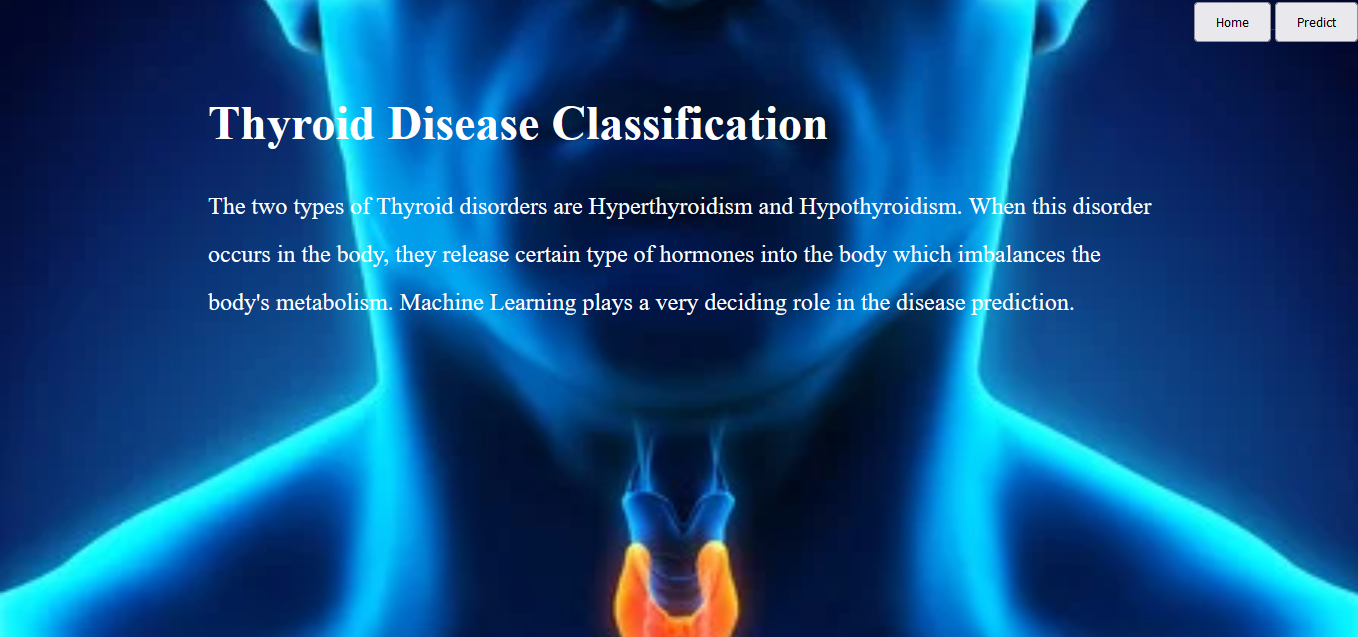 Home Predict
Thyroid Disease Classification
The two types of Thyroid disorders are Hyperthyroidism and Hypothyroidism. When this disorder
occurs in the body, they release certain type of hormones into the body which imbalances the
body's metabolism. Machine Learning plays a very deciding role in the disease prediction.